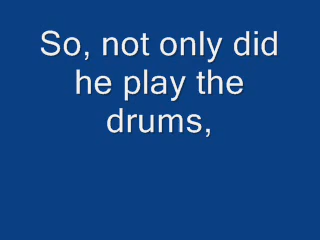 So, not only did
he play the
drums,